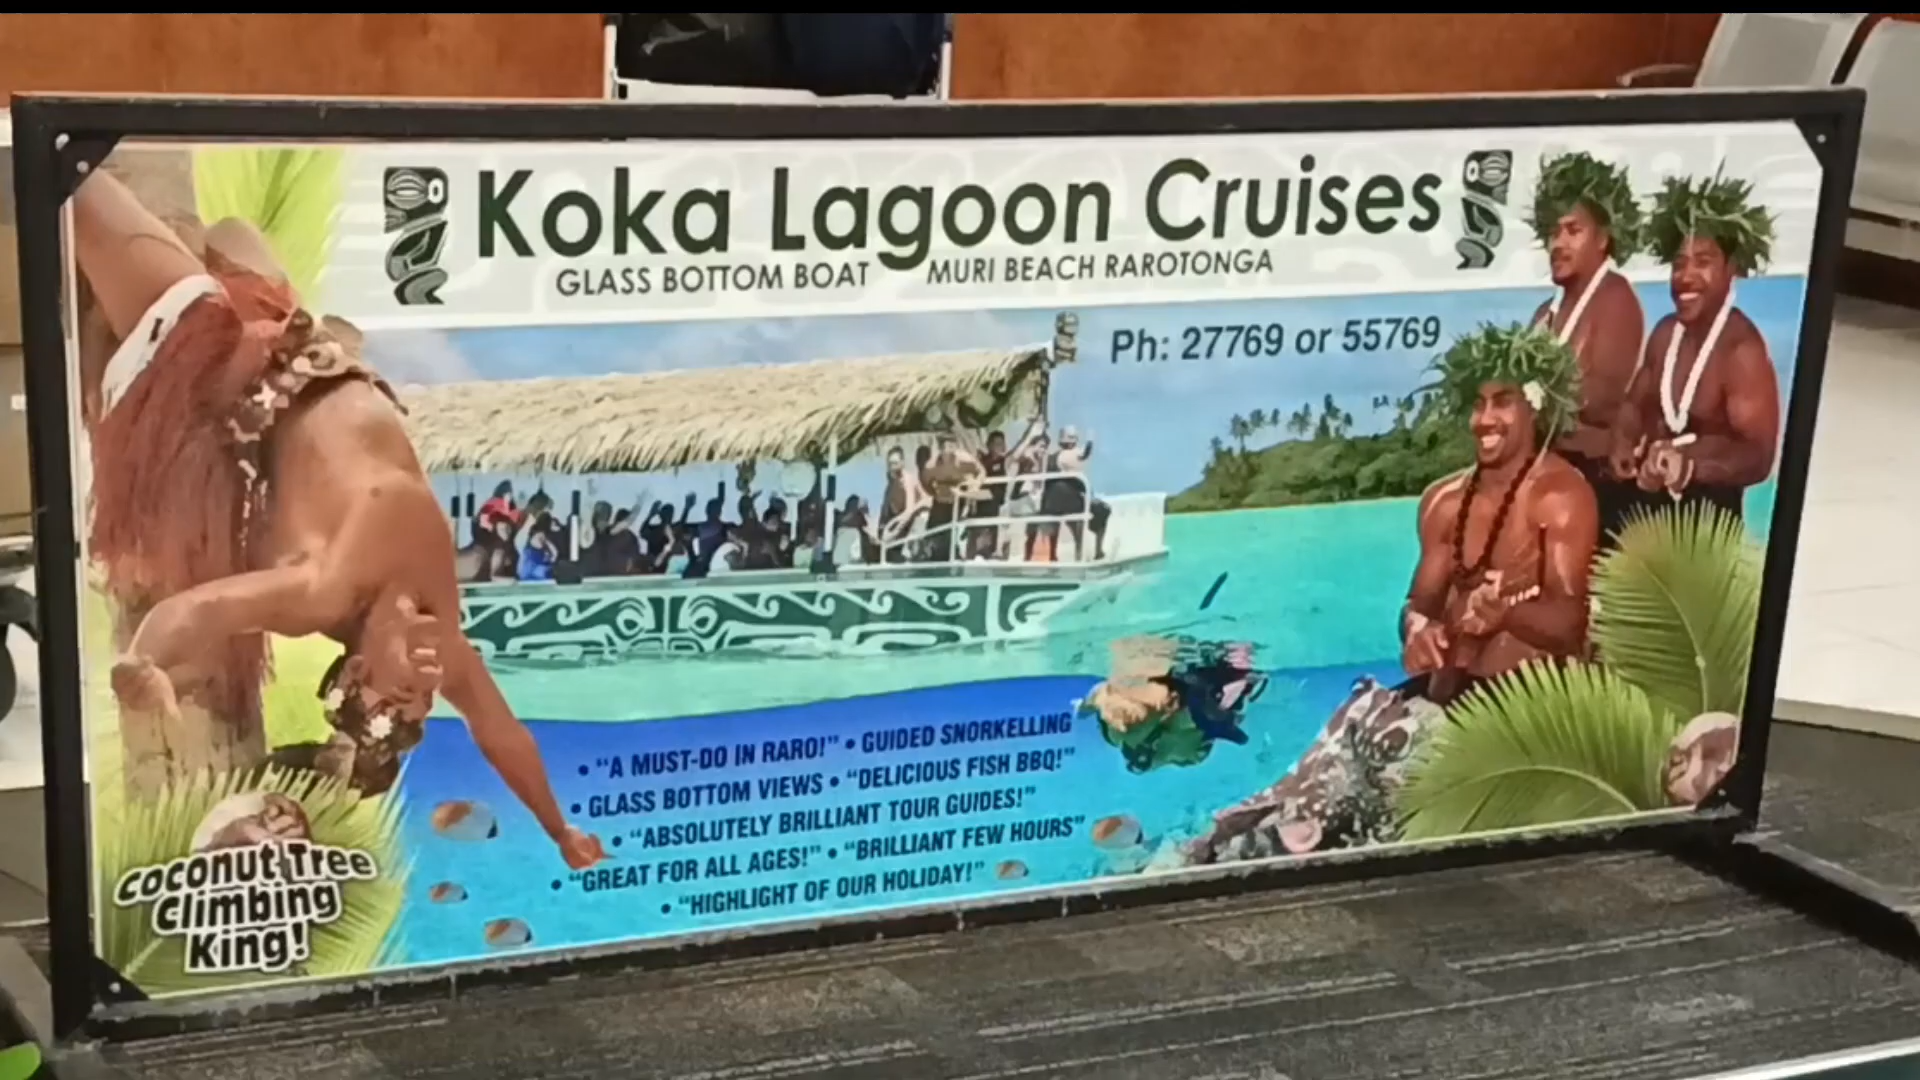 Koka Lagoon Cruises
GLASS BOTTOM BOAT MURI BEACH RAROTONGA
Ph: 27769 or 55769
• "A MUST-DO IN RARO!" • GUIDED SNORKELLING
• GLASS BOTTOM VIEWS • "DELICIOUS FISH BBQ!"
• "ABSOLUTELY BRILLIANT TOUR GUIDES!"
• "GREAT FOR ALL AGES!" • "BRILLIANT FEW HOURS"
• "HIGHLIGHT OF OUR HOLIDAY!"
coconut Tree
climbing
King!